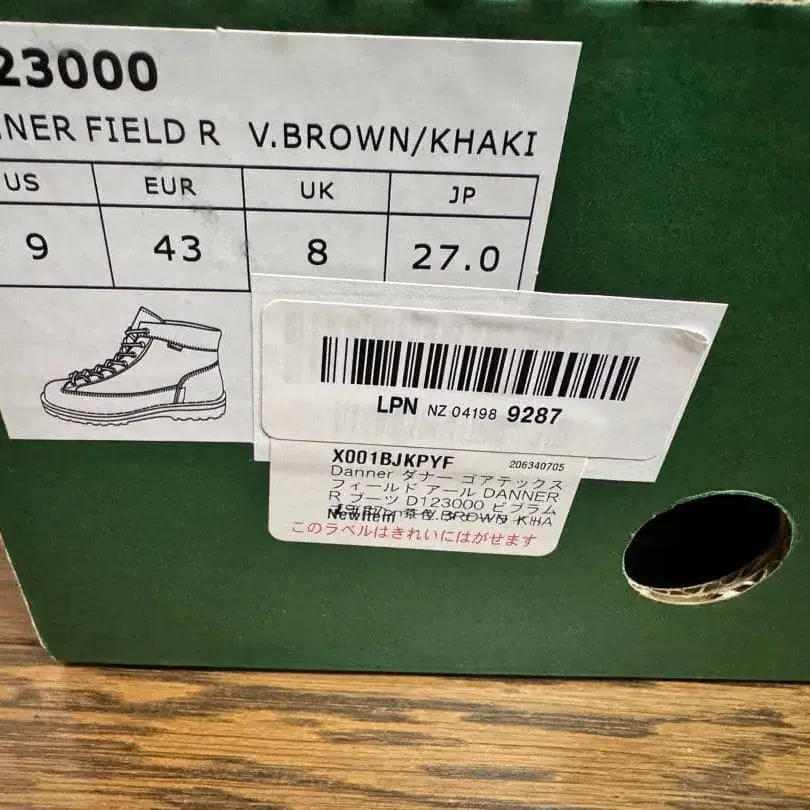 23000
NER FIELD R V.BROWN/KHAKI
US EUR UK JP
9 43 8 27.0
LPN NZ 04198 9287
X001BJKPYF 206340705
Danner ダナー ゴアテックス
フィールド アール DANNER
R ブーツ D123000 ビブラム
V.BROWN KHA
このラベルはきれいにはがせます